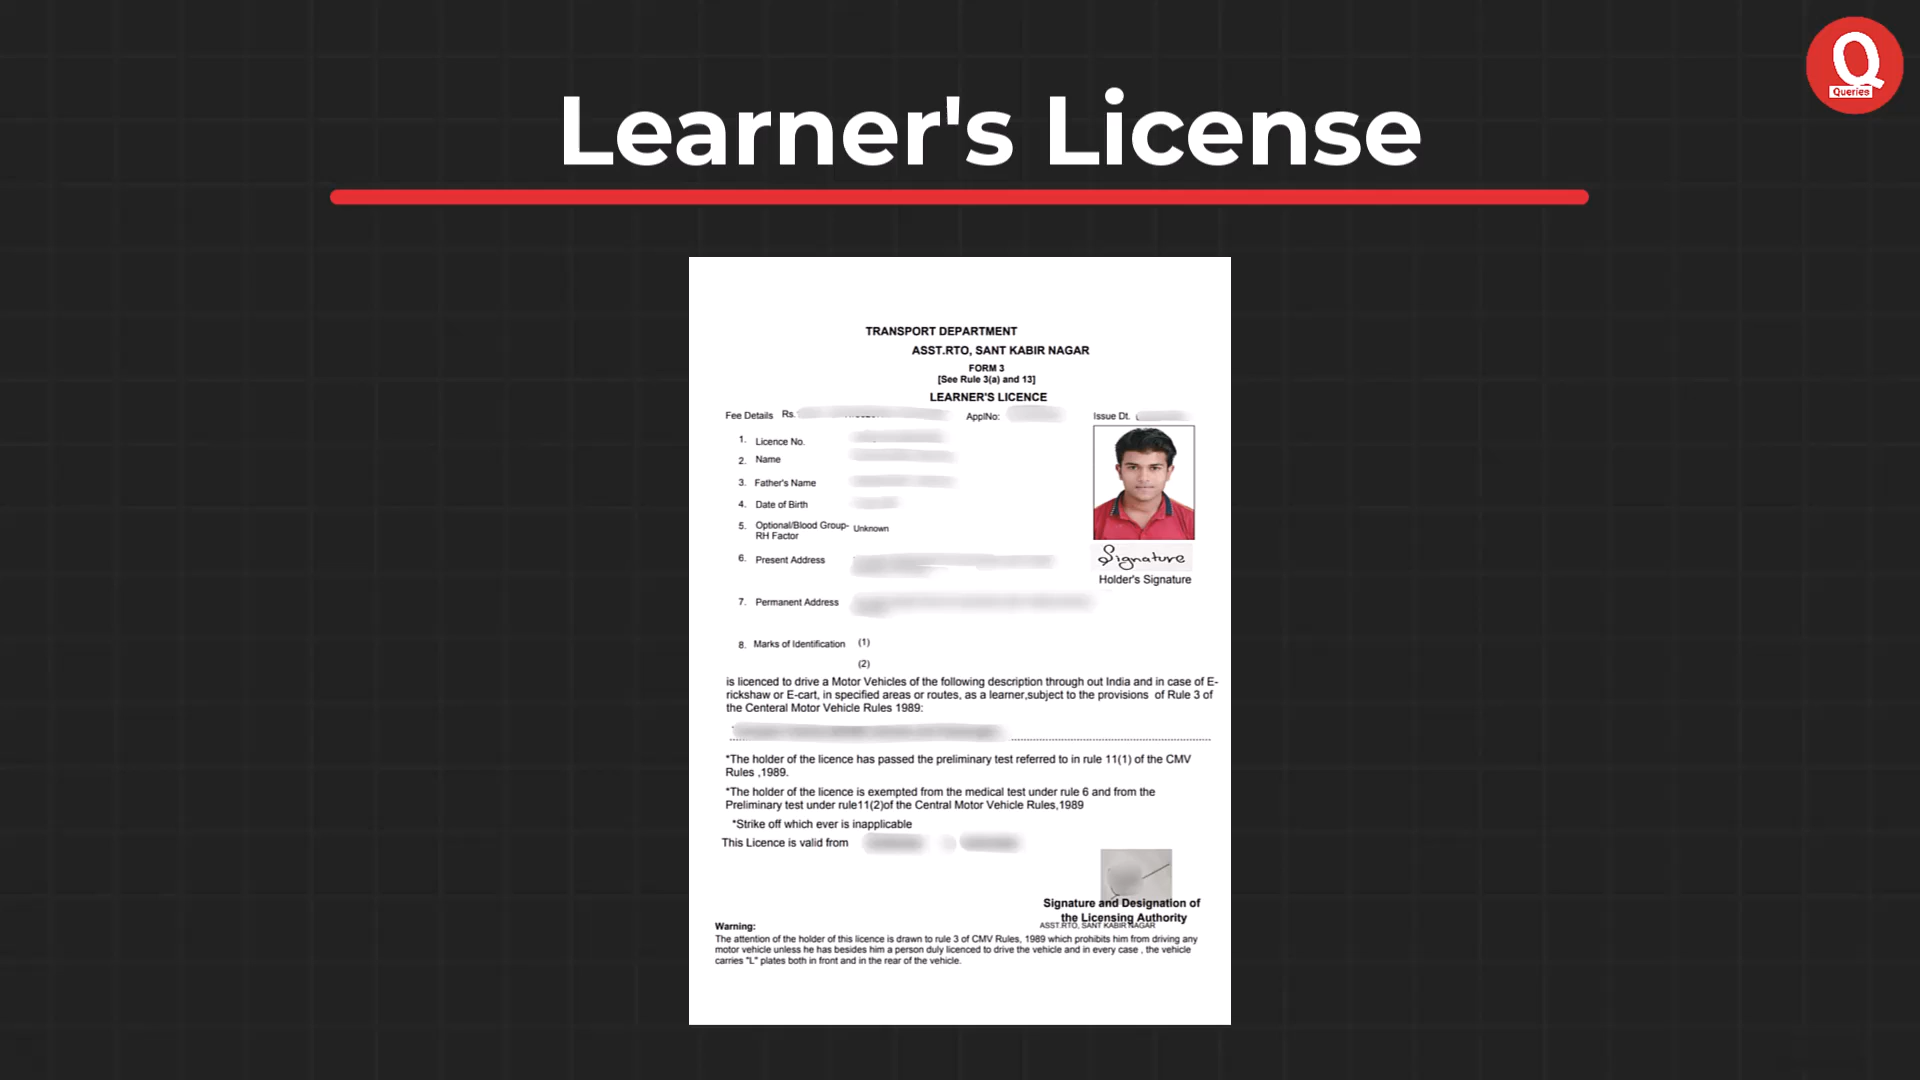 Q
Queries
Learner's License
TRANSPORT DEPARTMENT
ASST.RTO, SANT KABIR NAGAR
FORM 3
[See Rule 3(a) and 13]
LEARNER'S LICENCE
Fee Details Rs. ApplNo: Issue Dt.
1. Licence No.
2. Name
3. Father's Name
4. Date of Birth
5. Optional/Blood Group- Unknown
RH Factor
6. Present Address
Signature
Holder's Signature
7. Permanent Address
8. Marks of Identification (1)
(2)
is licenced to drive a Motor Vehicles of the following description through out India and in case of E-
rickshaw or E-cart, in specified areas or routes, as a learner,subject to the provisions of Rule 3 of
the Centeral Motor Vehicle Rules 1989:
*The holder of the licence has passed the preliminary test referred to in rule 11(1) of the CMV
Rules ,1989.
*The holder of the licence is exempted from the medical test under rule 6 and from the
Preliminary test under rule11(2)of the Central Motor Vehicle Rules,1989
*Strike off which ever is inapplicable
This Licence is valid from
Signature and Designation of
the Licensing Authority
ASST.RTO, SANT KABIR NAGAR
Warning:
The attention of the holder of this licence is drawn to rule 3 of CMV Rules, 1989 which prohibits him from driving any
motor vehicle unless he has besides him a person duly licenced to drive the vehicle and in every case , the vehicle
carries "L" plates both in front and in the rear of the vehicle.